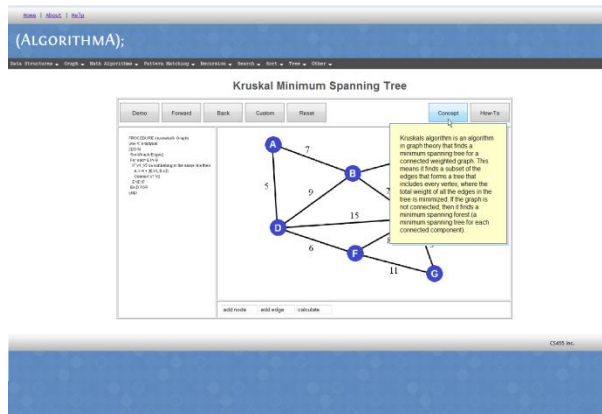 Home | About | Help
(ALGORITHMA);
Data Structures Graph Math Algorithms Pattern Matching Recursion Search Sort Tree Other
Kruskal Minimum Spanning Tree
Demo Forward Back Custom Reset Concept How-To
Kruskals algorithm is an algorithm
in graph theory that finds a
minimum spanning tree for a
connected weighted graph. This
means it finds a subset of the
edges that forms a tree that
includes every vertex, where the
total weight of all the edges in the
tree is minimized. If the graph is
not connected, then it finds a
minimum spanning forest (a
minimum spanning tree for each
connected component).
A
7
B
5
9
15
D
6
F
11
G
add node add edge calculate
CS455 Inc.